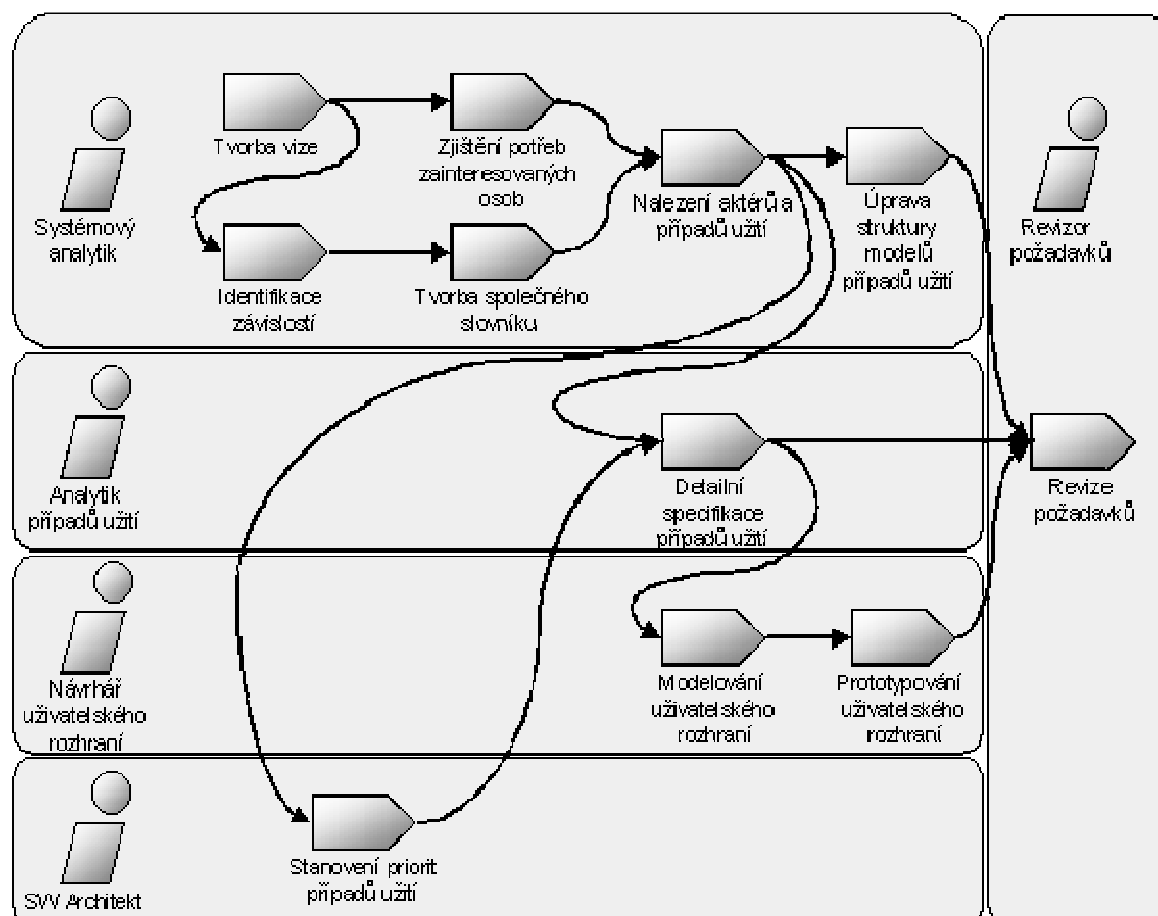 Systémový
analytik
Tvorba vize
Zjištění potřeb
zainteresovaných
osob
Identifikace
závislostí
Tvorba společného
slovníku
Nalezení aktérů a
případů užití
Úprava
struktury
modelů
případů užití
Revizor
požadavků
Analytik
případů užití
Detailní
specifikace
případů užití
Revize
požadavků
Návrhář
uživatelského
rozhraní
Modelování
uživatelského
rozhraní
Prototypování
uživatelského
rozhraní
SW Architekt
Stanovení priorit
případů užití